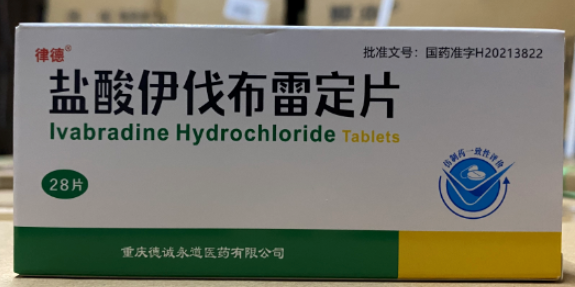 律德®
批准文号：国药准字H20213822
盐酸伊伐布雷定片
Ivabradine Hydrochloride Tablets
28片
仿制药一致性评价
重庆德诚永道医药有限公司